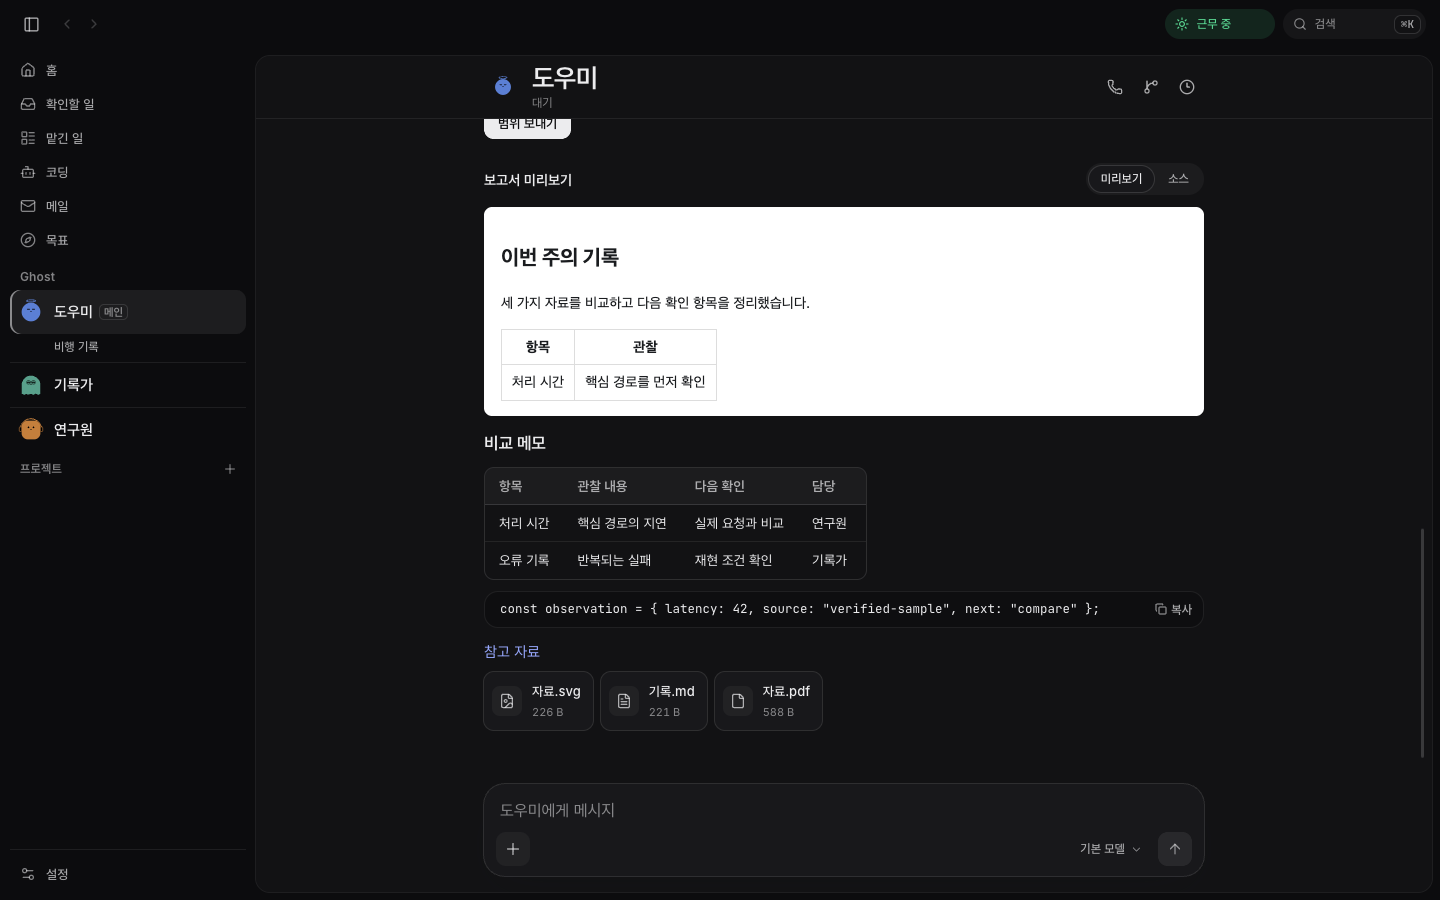 근무 중
검색
⌘K
홈
확인할 일
맡긴 일
코딩
메일
목표
Ghost
도우미 메인
비행 기록
기록가
연구원
프로젝트
설정
도우미
대기
범위 보내기
보고서 미리보기
미리보기 소스
이번 주의 기록
세 가지 자료를 비교하고 다음 확인 항목을 정리했습니다.
항목 관찰
처리 시간 핵심 경로를 먼저 확인
비교 메모
항목 관찰 내용 다음 확인 담당
처리 시간 핵심 경로의 지연 실제 요청과 비교 연구원
오류 기록 반복되는 실패 재현 조건 확인 기록가
const observation = { latency: 42, source: "verified-sample", next: "compare" };
복사
참고 자료
자료.svg
226 B
기록.md
221 B
자료.pdf
588 B
도우미에게 메시지
기본 모델